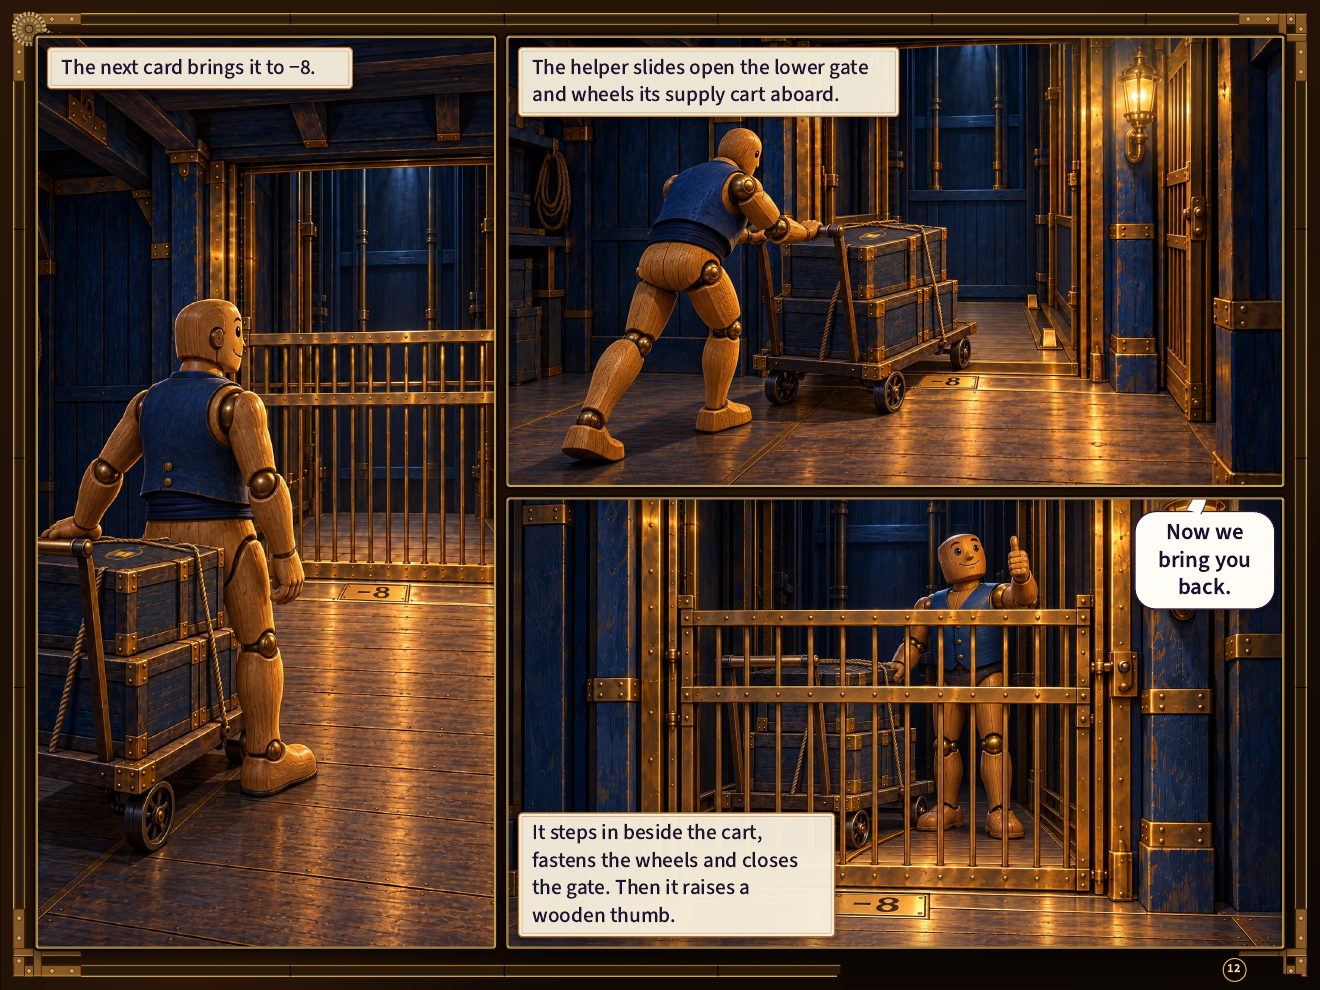 The next card brings it to −8.
−8
The helper slides open the lower gate
and wheels its supply cart aboard.
−8
Now we
bring you
back.
It steps in beside the cart,
fastens the wheels and closes
the gate. Then it raises a
wooden thumb.
−8
12